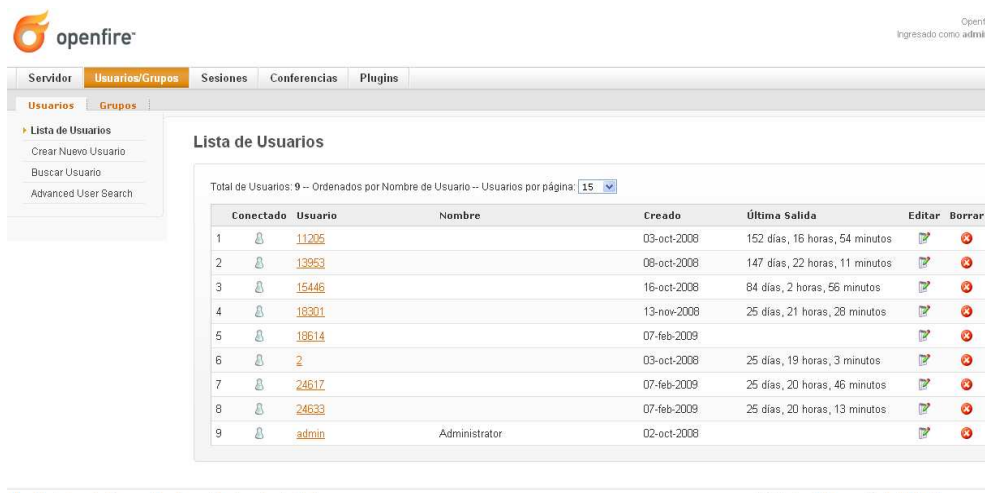 openfire
Openf
Ingresado como admi
Servidor Usuarios/Grupos Sesiones Conferencias Plugins
Usuarios Grupos
Lista de Usuarios
Crear Nuevo Usuario
Buscar Usuario
Advanced User Search
Lista de Usuarios
Total de Usuarios: 9 -- Ordenados por Nombre de Usuario -- Usuarios por página: 15
Conectado Usuario Nombre Creado Última Salida Editar Borrar
1 11205 03-oct-2008 152 días, 16 horas, 54 minutos
2 13953 08-oct-2008 147 días, 22 horas, 11 minutos
3 15446 16-oct-2008 84 días, 2 horas, 56 minutos
4 18301 13-nov-2008 25 días, 21 horas, 28 minutos
5 18614 07-feb-2009
6 2 03-oct-2008 25 días, 19 horas, 3 minutos
7 24617 07-feb-2009 25 días, 20 horas, 46 minutos
8 24633 07-feb-2009 25 días, 20 horas, 13 minutos
9 admin Administrator 02-oct-2008